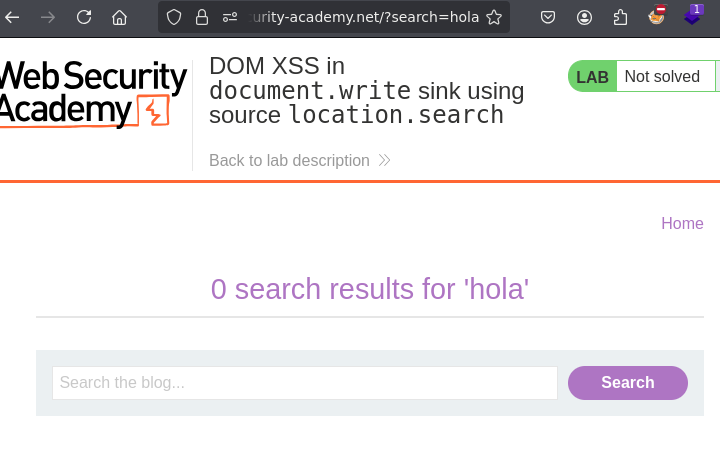 urity-academy.net/?search=hola
1
Web Security
Academy
DOM XSS in
document.write sink using
source location.search
Back to lab description
LAB
Not solved
Home
0 search results for 'hola'
Search the blog...
Search